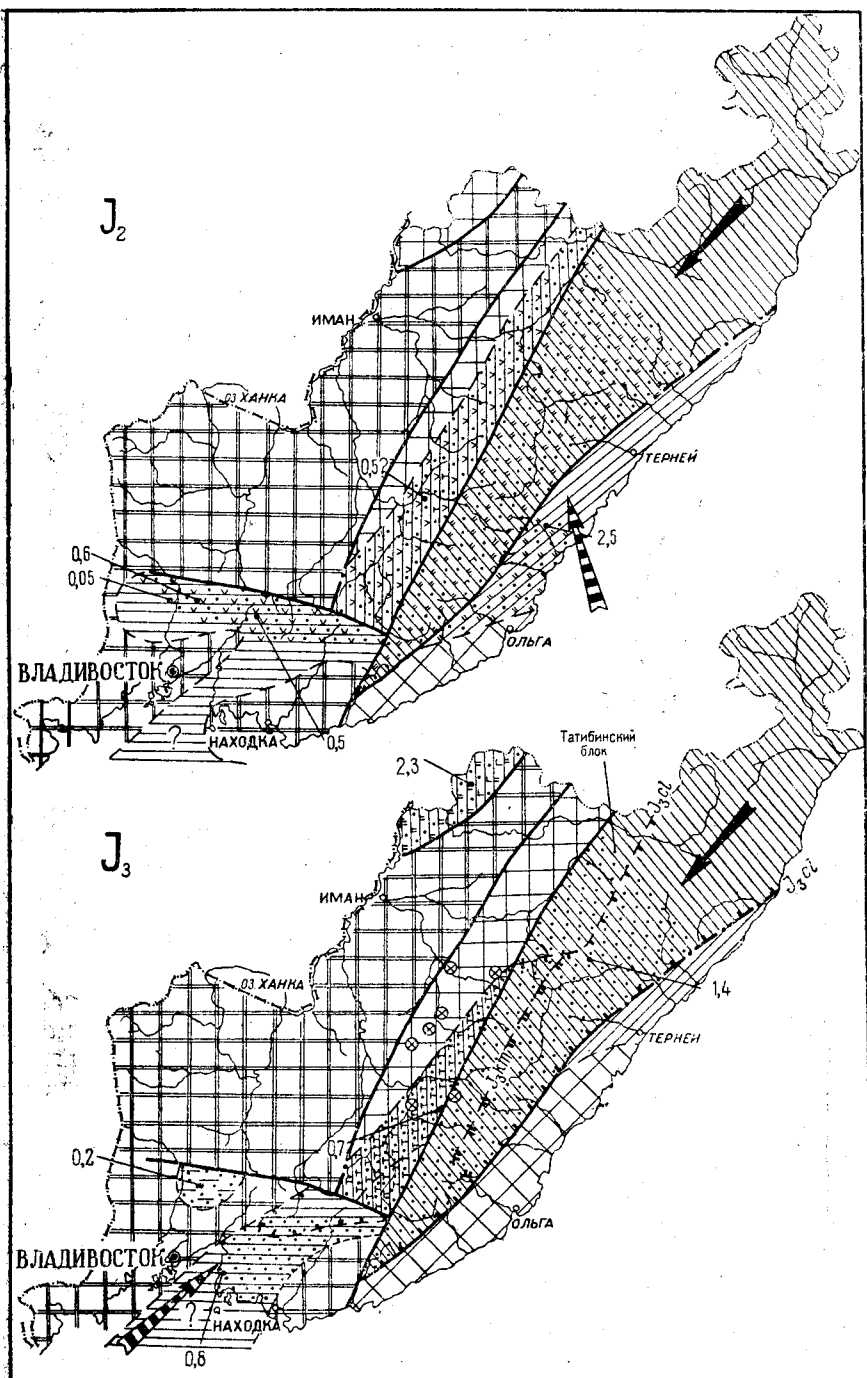 J₂
ИМАН
ОЗ ХАНКА
ТЕРНЕЙ
0,52
2,5
0,6
0,05
ОЛЬГА
ВЛАДИВОСТОК
?
НАХОДКА
0,5
Татибинский
блок
2,3
J₃cl
J₃
J₃cl
ИМАН
ОЗ. ХАНКА
1,4
ТЕРНЕЙ
J₃km
0,7
0,2
ОЛЬГА
ВЛАДИВОСТОК
?
НАХОДКА
0,8